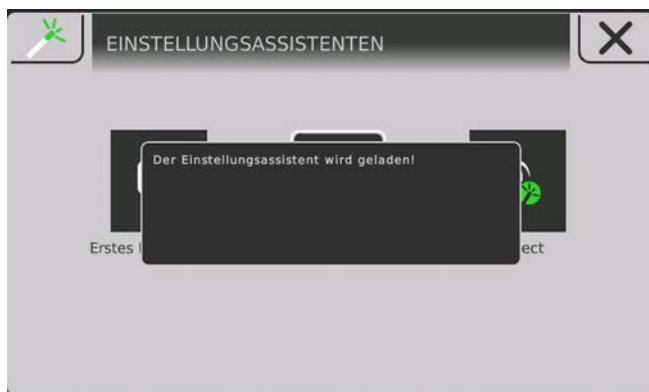 EINSTELLUNGSASSISTENTEN
Der Einstellungsassistent wird geladen!
Erstes
ect